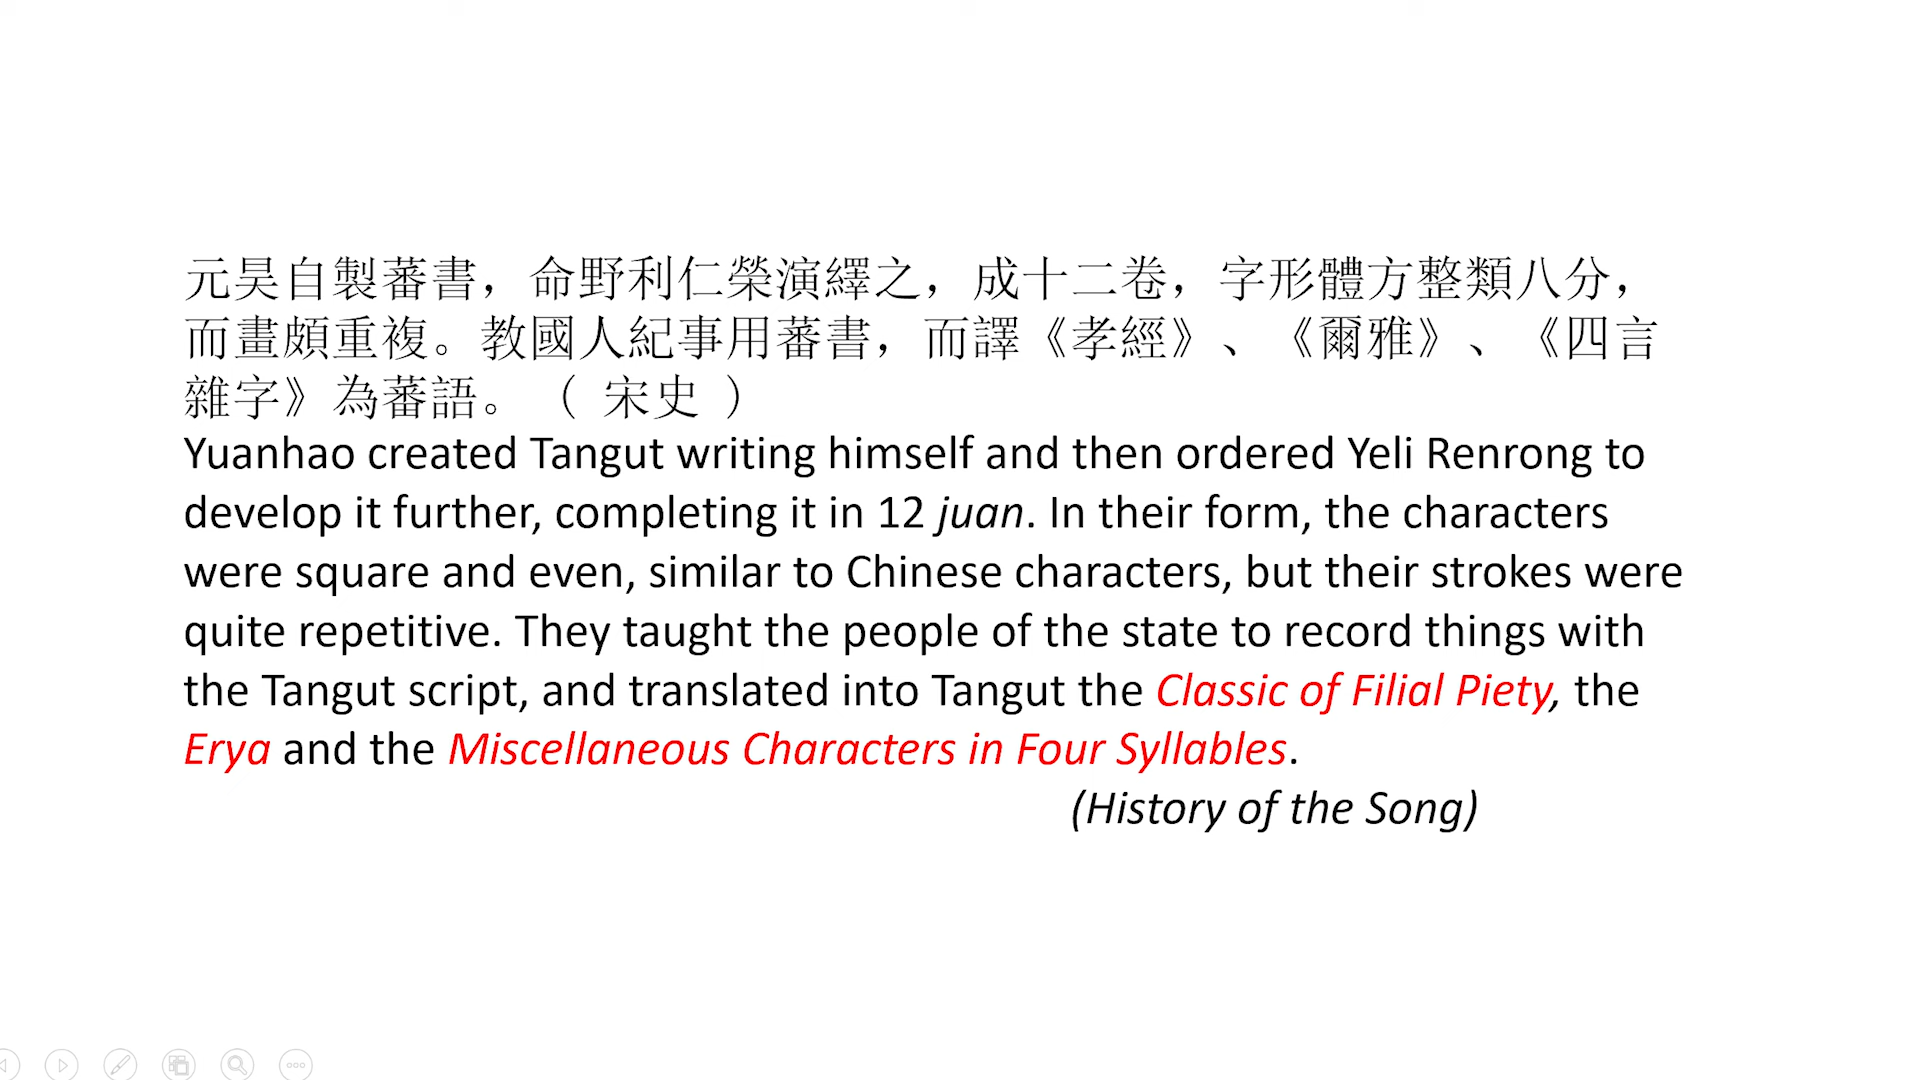 元昊自製蕃書，命野利仁榮演繹之，成十二卷，字形體方整類八分，
而畫頗重複。教國人紀事用蕃書，而譯《孝經》、《爾雅》、《四言
雜字》為蕃語。（ 宋史 ）
Yuanhao created Tangut writing himself and then ordered Yeli Renrong to
develop it further, completing it in 12 juan. In their form, the characters
were square and even, similar to Chinese characters, but their strokes were
quite repetitive. They taught the people of the state to record things with
the Tangut script, and translated into Tangut the Classic of Filial Piety, the
Erya and the Miscellaneous Characters in Four Syllables.
(History of the Song)